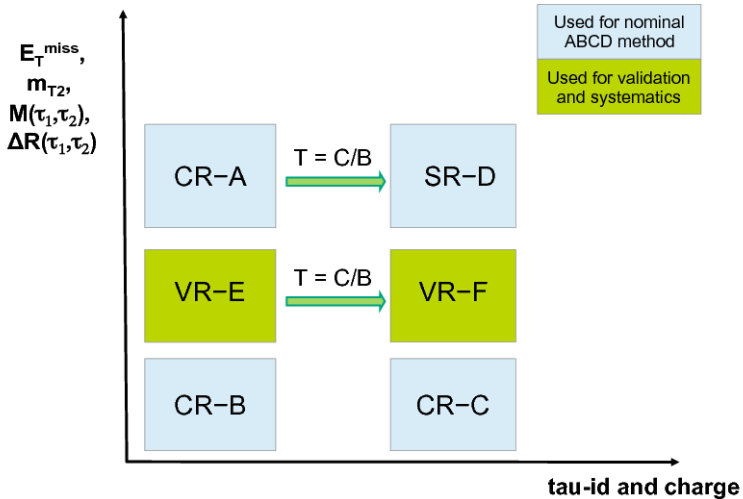 E_T^miss,
m_T2,
M(τ₁,τ₂),
ΔR(τ₁,τ₂)
Used for nominal
ABCD method
Used for validation
and systematics
CR−A
T = C/B
SR−D
VR−E
T = C/B
VR−F
CR−B
CR−C
tau-id and charge